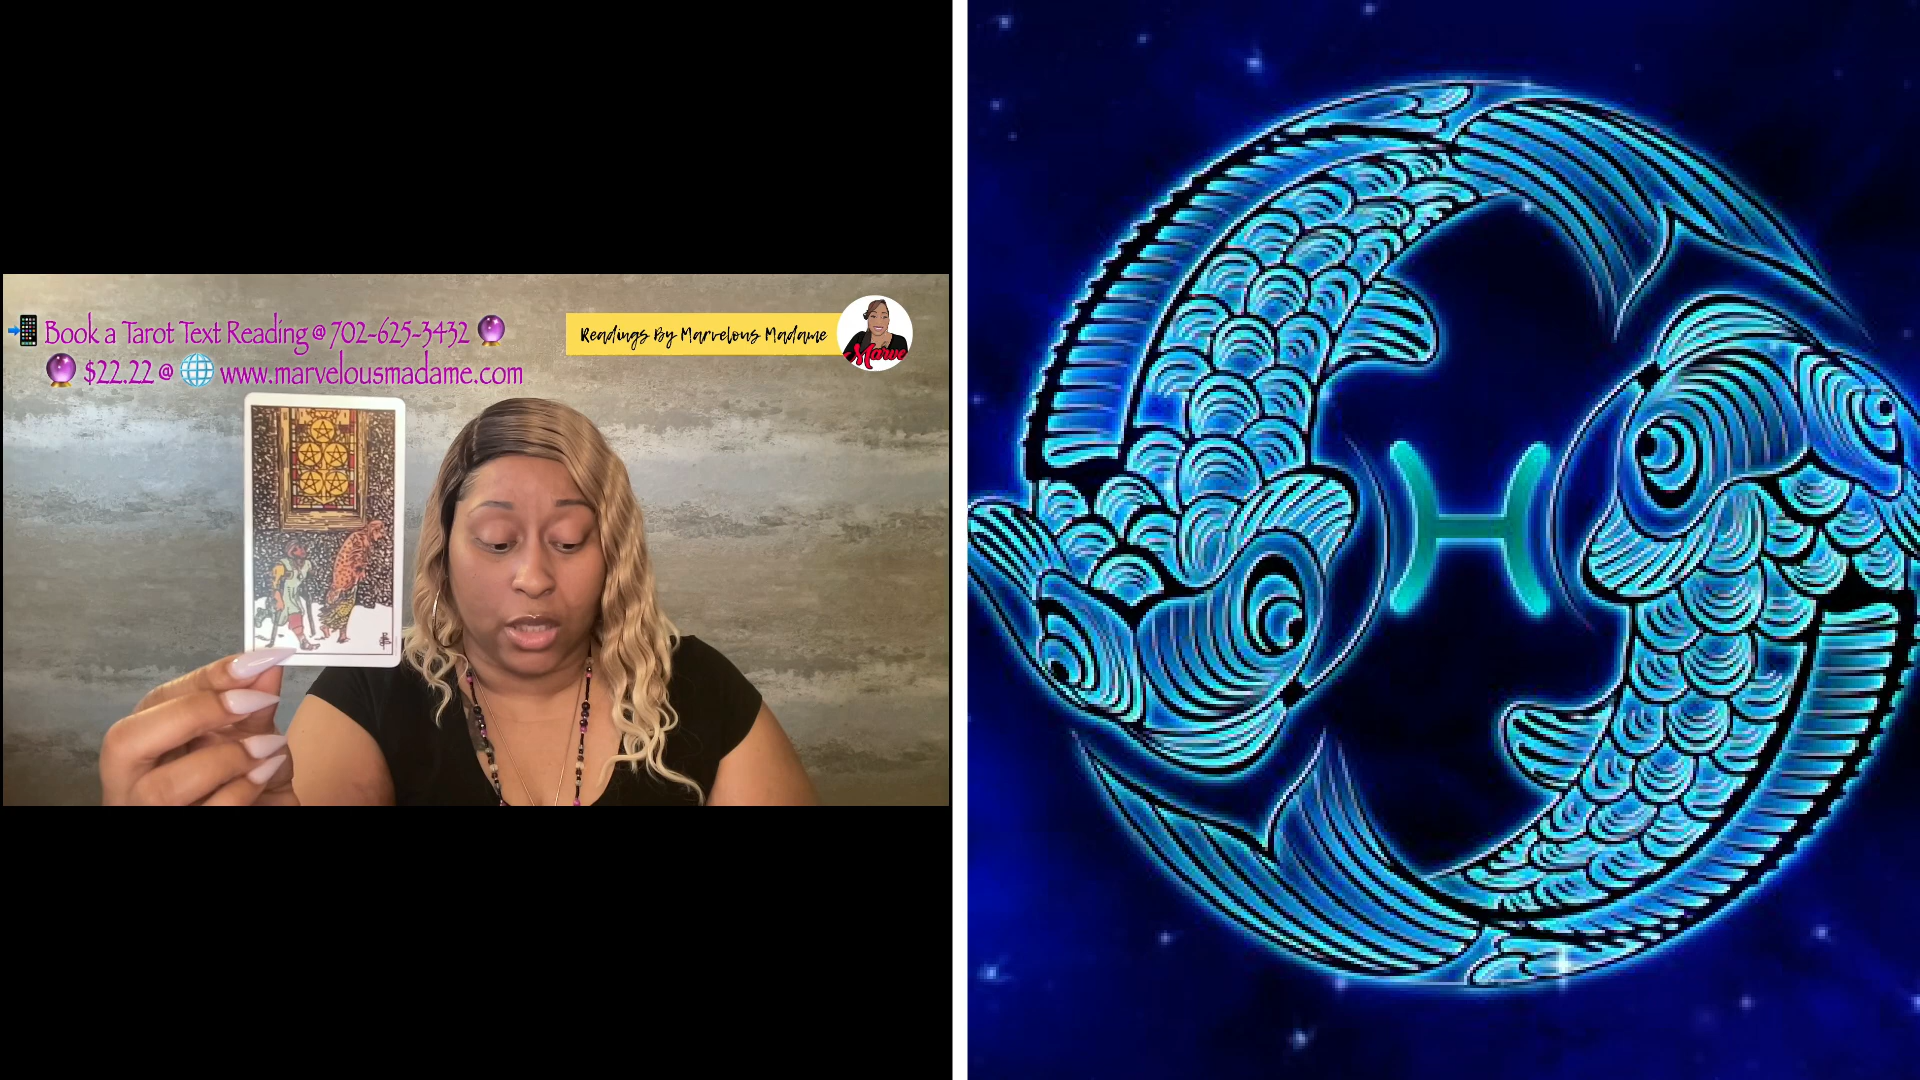 Book a Tarot Text Reading @ 702-625-3432
$22.22 @ www.marvelousmadame.com
Readings By Marvelous Madame
Marve